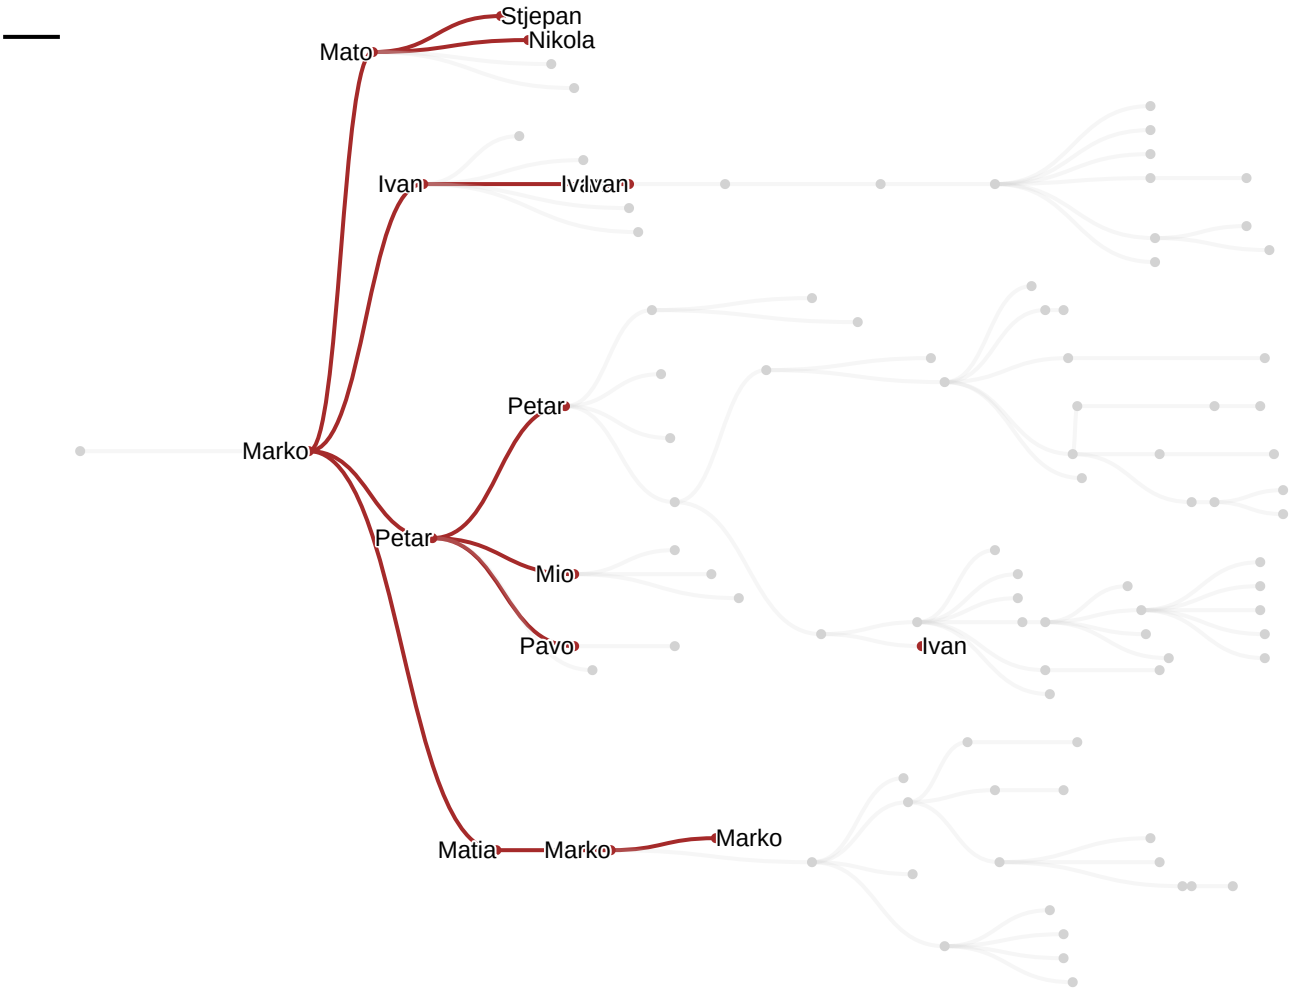 Stjepan
Nikola
Mato
Ivan
Ivan
Petar
Marko
Petar
Mio
Pavo
Ivan
Marko
Matia
Marko